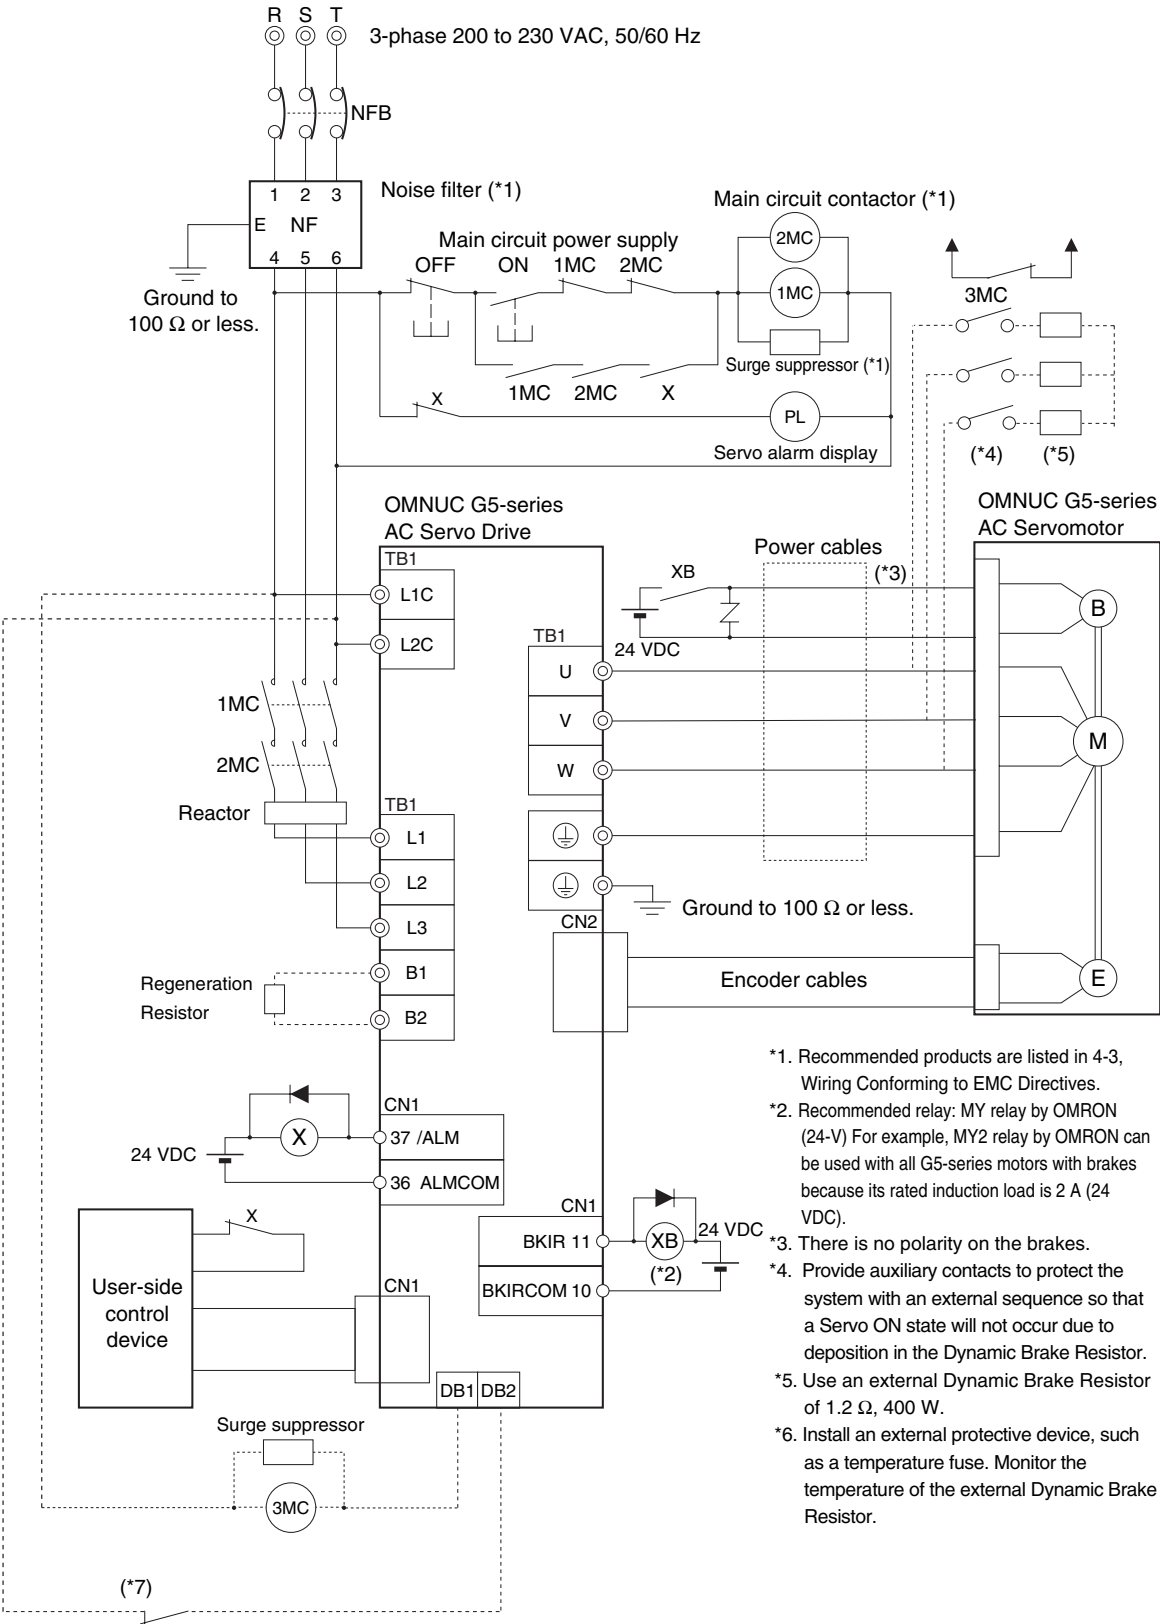 R S T
3-phase 200 to 230 VAC, 50/60 Hz
NFB
1 2 3
Noise filter (*1)
E NF
4 5 6
Ground to
100 Ω or less.
Main circuit contactor (*1)
2MC
Main circuit power supply
OFF ON 1MC 2MC
1MC
Surge suppressor (*1)
1MC 2MC X
X
PL
Servo alarm display
3MC
(*4) (*5)
OMNUC G5-series
AC Servo Drive
OMNUC G5-series
AC Servomotor
TB1
L1C
L2C
Power cables
(*3)
XB
24 VDC
B
TB1
U
V
W
M
1MC
2MC
Reactor
TB1
L1
L2
L3
B1
B2
Ground to 100 Ω or less.
CN2
Encoder cables
E
Regeneration
Resistor
CN1
X
37 /ALM
24 VDC
36 ALMCOM
CN1
BKIR 11
XB
24 VDC
(*2)
BKIRCOM 10
X
User-side
control
device
CN1
DB1 DB2
Surge suppressor
3MC
(*7)
*1. Recommended products are listed in 4-3,
Wiring Conforming to EMC Directives.
*2. Recommended relay: MY relay by OMRON
(24-V) For example, MY2 relay by OMRON can
be used with all G5-series motors with brakes
because its rated induction load is 2 A (24
VDC).
*3. There is no polarity on the brakes.
*4. Provide auxiliary contacts to protect the
system with an external sequence so that
a Servo ON state will not occur due to
deposition in the Dynamic Brake Resistor.
*5. Use an external Dynamic Brake Resistor
of 1.2 Ω, 400 W.
*6. Install an external protective device, such
as a temperature fuse. Monitor the
temperature of the external Dynamic Brake
Resistor.